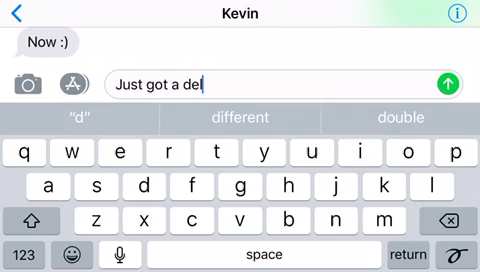 Kevin
Now :)
Just got a del
"d" different double
q w e r t y u i o p
a s d f g h j k l
z x c v b n m
123 space return